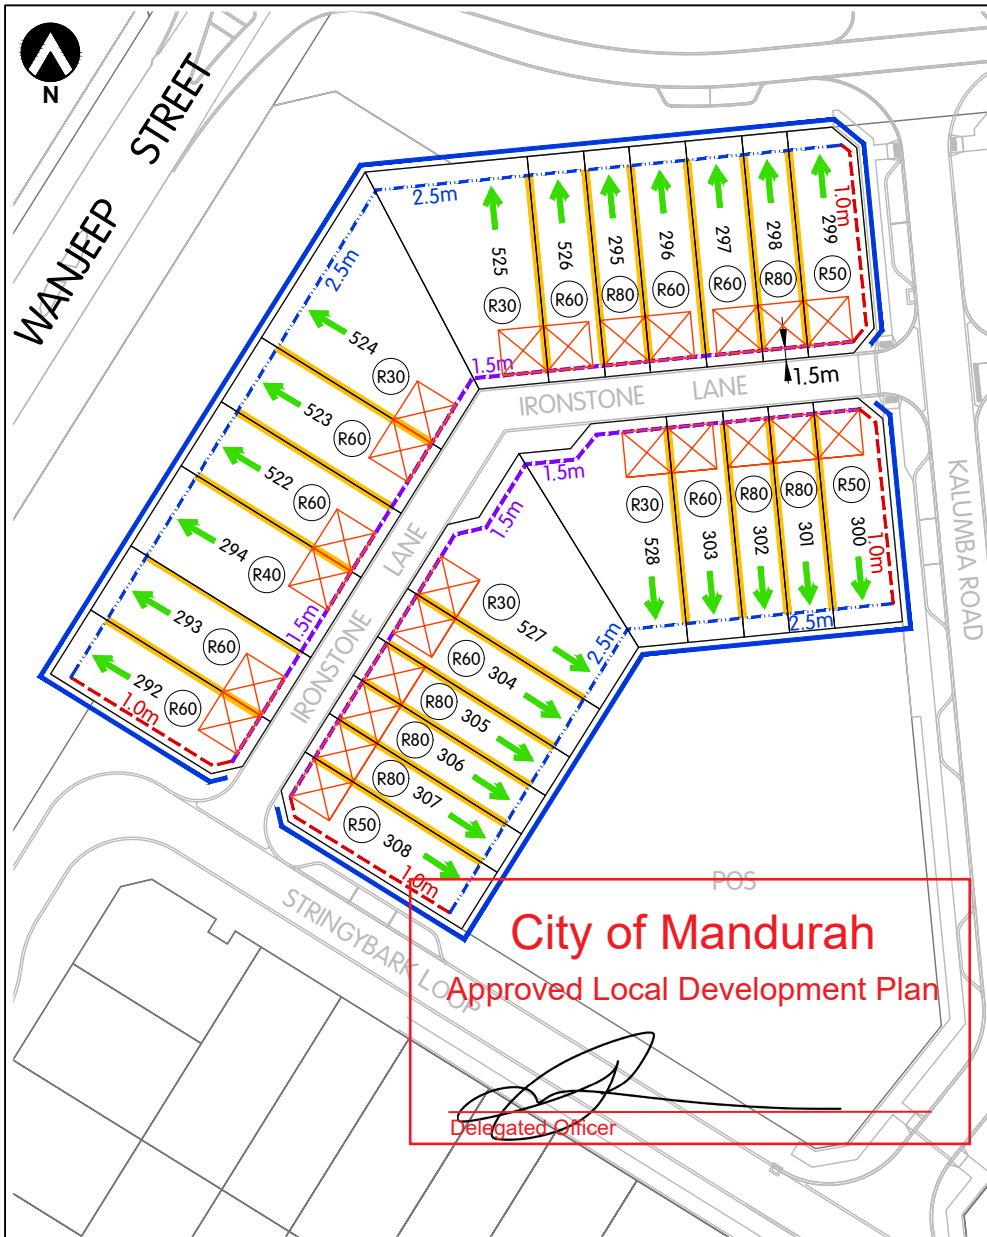 N
WANJEEP STREET
2.5m
2.5m
525
526
295
296
297
298
299
1.0m
R30
R60
R80
R60
R60
R80
R50
1.5m
1.5m
IRONSTONE LANE
524
R30
523
R60
522
R60
294
R40
293
R60
292
R60
1.0m
1.5m
IRONSTONE LANE
1.5m
1.5m
R30
R60
R80
R80
R50
528
303
302
301
300
1.0m
2.5m
2.5m
KALUMBA ROAD
R30 527
R60 304
R80 305
R80 306
R80 307
R50 308
1.0m
STRINGYBARK LOOP
POS
City of Mandurah
Approved Local Development Plan
Delegated Officer